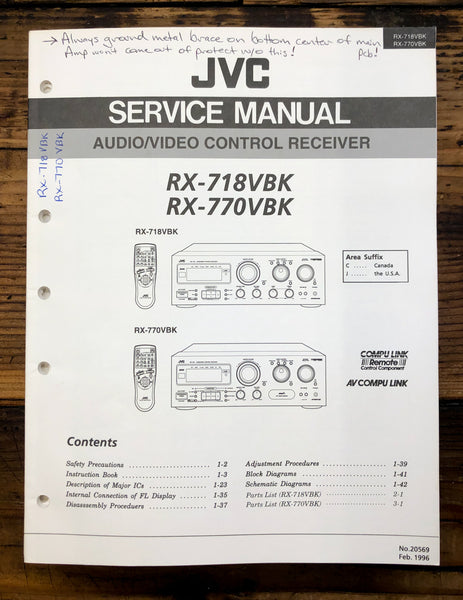 → Always ground metal brace on bottom center of main pcb!
Amp won't come out of protect w/o this!
RX-718VBK
RX-770VBK
JVC
SERVICE MANUAL
AUDIO/VIDEO CONTROL RECEIVER
RX-718VBK
RX-770VBK
RX-718VBK
RX-770VBK
RX-718VBK
Area Suffix
C ..... Canada
J ..... the U.S.A.
RX-770VBK
COMPU LINK
Remote
Control Component
AV COMPU LINK
Contents
Safety Precautions ..... 1-2
Instruction Book ..... 1-3
Description of Major ICs ..... 1-23
Internal Connection of FL Display ..... 1-35
Disasssembly Proceduers ..... 1-37
Adjustment Procedures ..... 1-39
Block Diagrams ..... 1-41
Schematic Diagrams ..... 1-42
Parts List (RX-718VBK) ..... 2-1
Parts List (RX-770VBK) ..... 3-1
No.20569
Feb. 1996